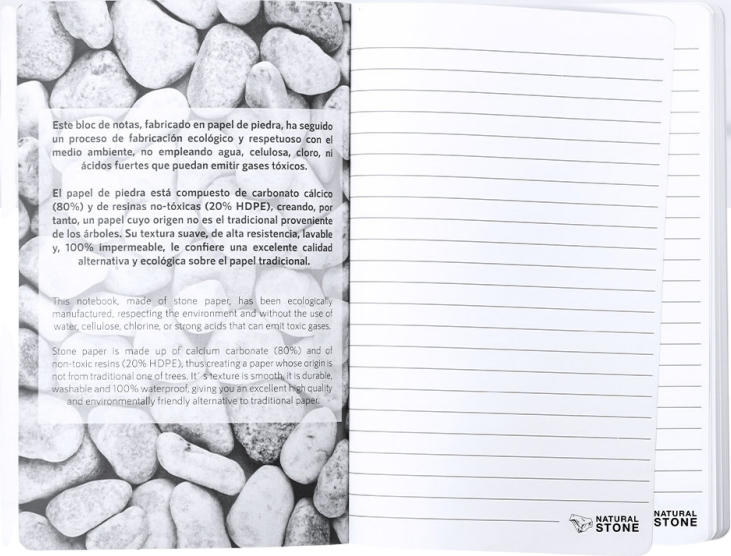 Este bloc de notas, fabricado en papel de piedra, ha seguido
un proceso de fabricación ecológico y respetuoso con el
medio ambiente, no empleando agua, celulosa, cloro, ni
ácidos fuertes que puedan emitir gases tóxicos.
El papel de piedra está compuesto de carbonato cálcico
(80%) y de resinas no-tóxicas (20% HDPE), creando, por
tanto, un papel cuyo origen no es el tradicional proveniente
de los árboles. Su textura suave, de alta resistencia, lavable
y, 100% impermeable, le confiere una excelente calidad
alternativa y ecológica sobre el papel tradicional.
This notebook, made of stone paper, has been ecologically
manufactured, respecting the environment and without the use of
water, cellulose, chlorine, or strong acids that can emit toxic gases.
Stone paper is made up of calcium carbonate (80%) and of
non-toxic resins (20% HDPE), thus creating a paper whose origin is
not from traditional one of trees. It´s texture is smooth, it is durable,
washable and 100% waterproof, giving you an excellent high quality
and environmentally friendly alternative to traditional paper.
NATURAL
STONE
NATURAL
STONE